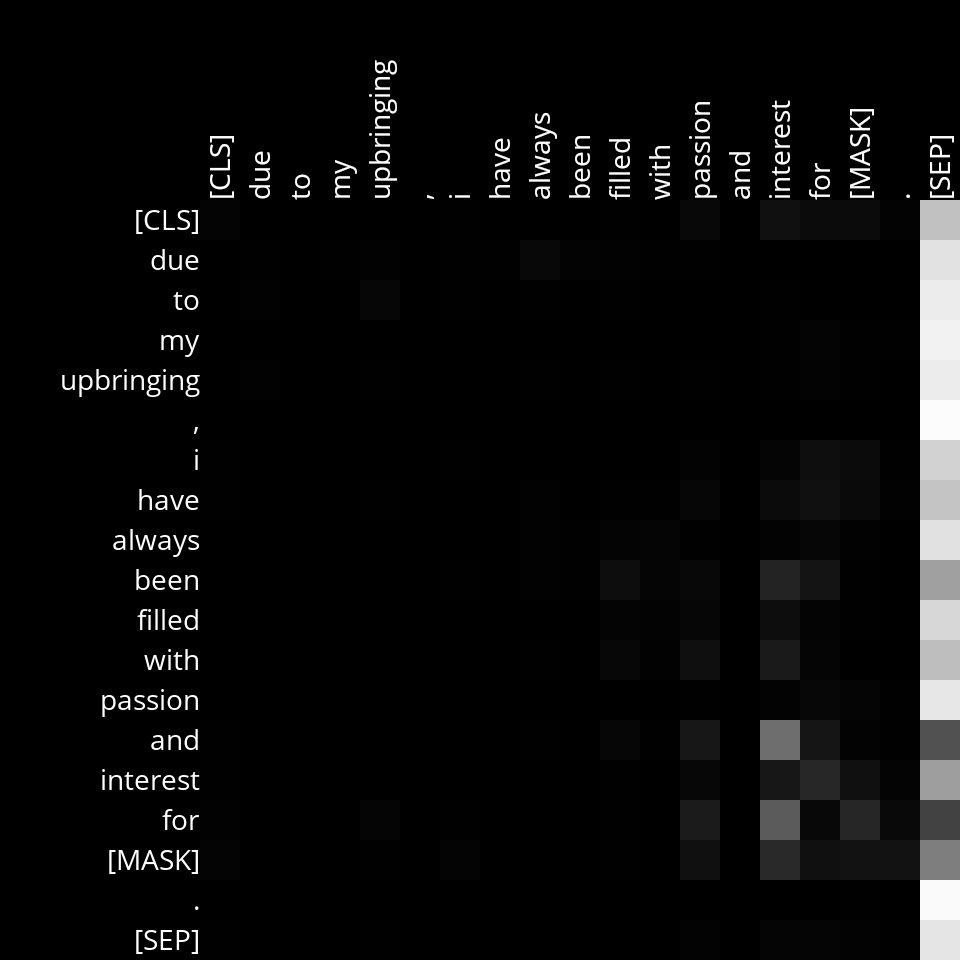 [CLS] due to my upbringing , i have always been filled with passion and interest for [MASK] . [SEP]
[CLS]
due
to
my
upbringing
,
i
have
always
been
filled
with
passion
and
interest
for
[MASK]
.
[SEP]